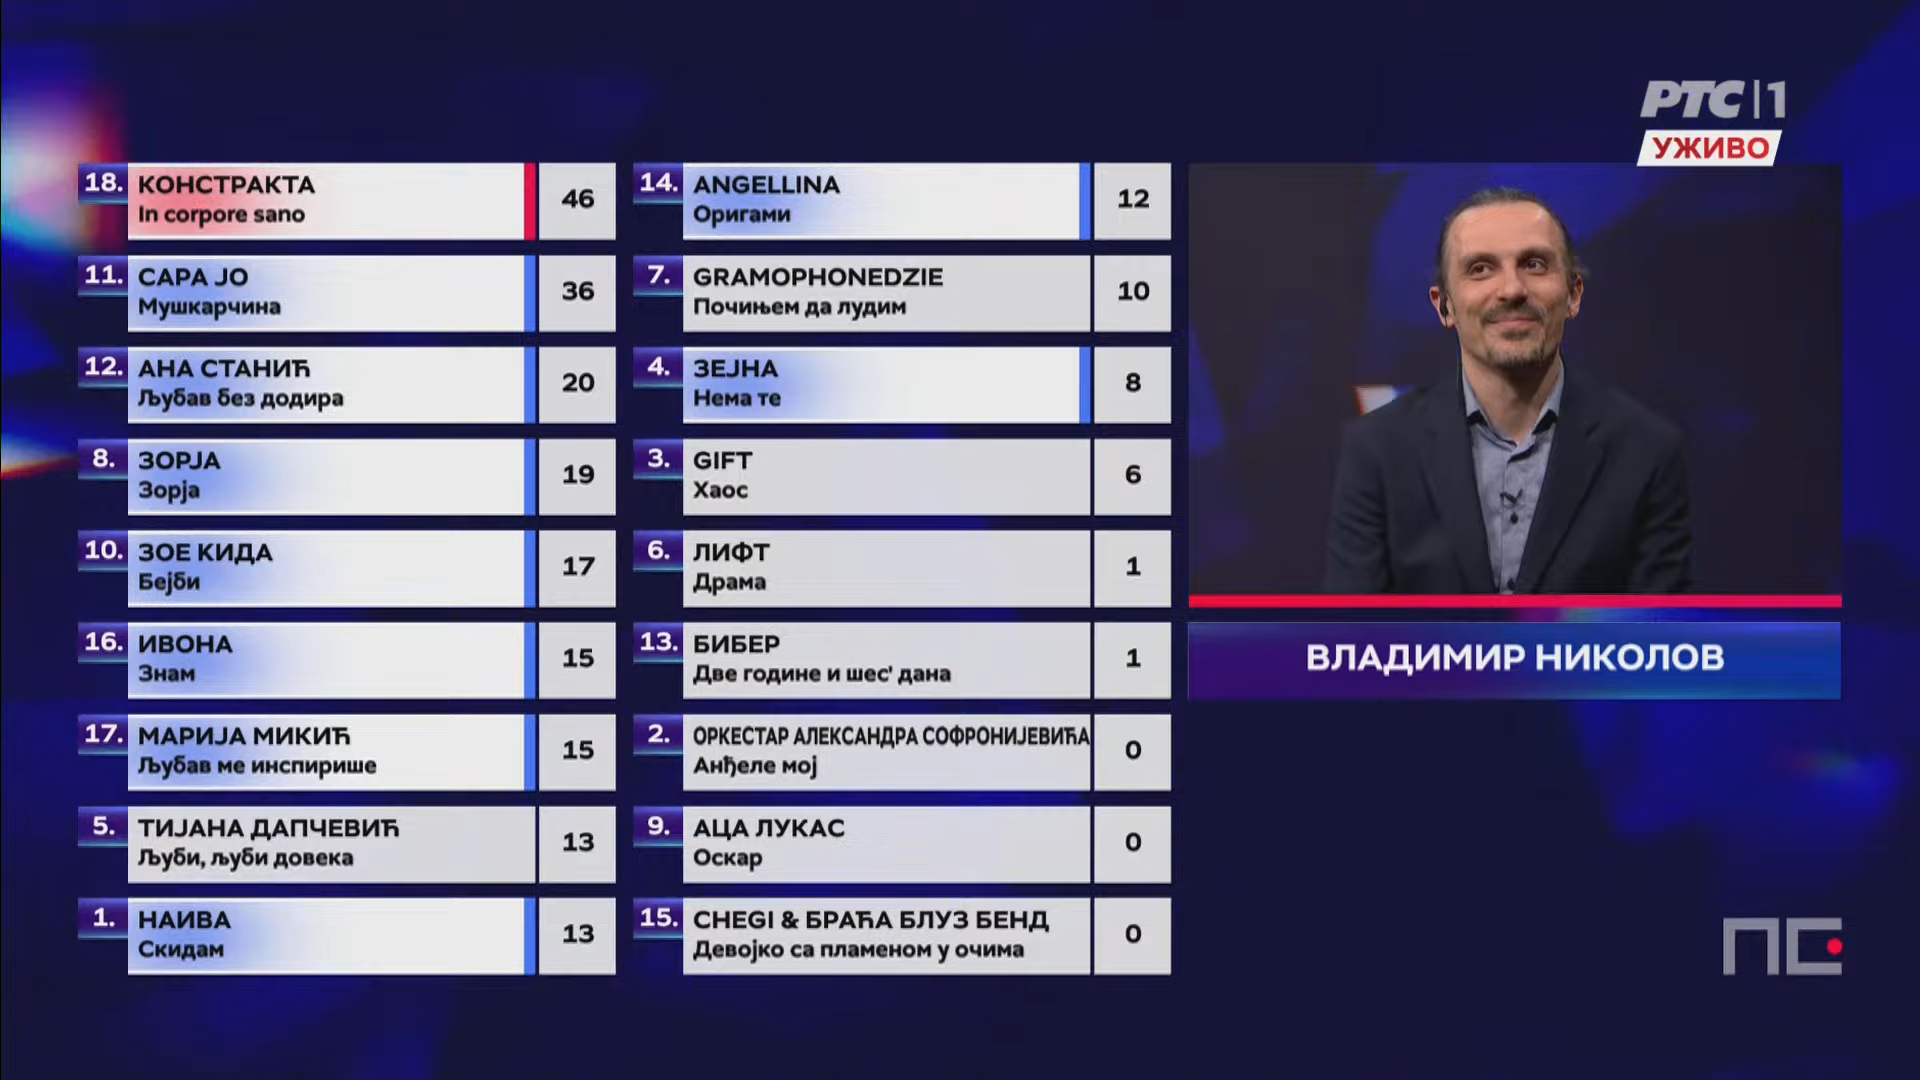 РТС|1
УЖИВО
18. КОНСТРАКТА 46
In corpore sano
11. САРА ЈО 36
Мушкарчина
12. АНА СТАНИЋ 20
Љубав без додира
8. ЗОРЈА 19
Зорја
10. ЗОЕ КИДА 17
Бејби
16. ИВОНА 15
Знам
17. МАРИЈА МИКИЋ 15
Љубав ме инспирише
5. ТИЈАНА ДАПЧЕВИЋ 13
Љуби, љуби довека
1. НАИВА 13
Скидам
14. ANGELLINA 12
Оригами
7. GRAMOPHONEDZIE 10
Почињем да лудим
4. ЗЕЈНА 8
Нема те
3. GIFT 6
Хаос
6. ЛИФТ 1
Драма
13. БИБЕР 1
Две године и шес' дана
2. ОРКЕСТАР АЛЕКСАНДРА СОФРОНИЈЕВИЋА 0
Анђеле мој
9. АЦА ЛУКАС 0
Оскар
15. CHEGI & БРАЋА БЛУЗ БЕНД 0
Девојко са пламеном у очима
ВЛАДИМИР НИКОЛОВ
ПС